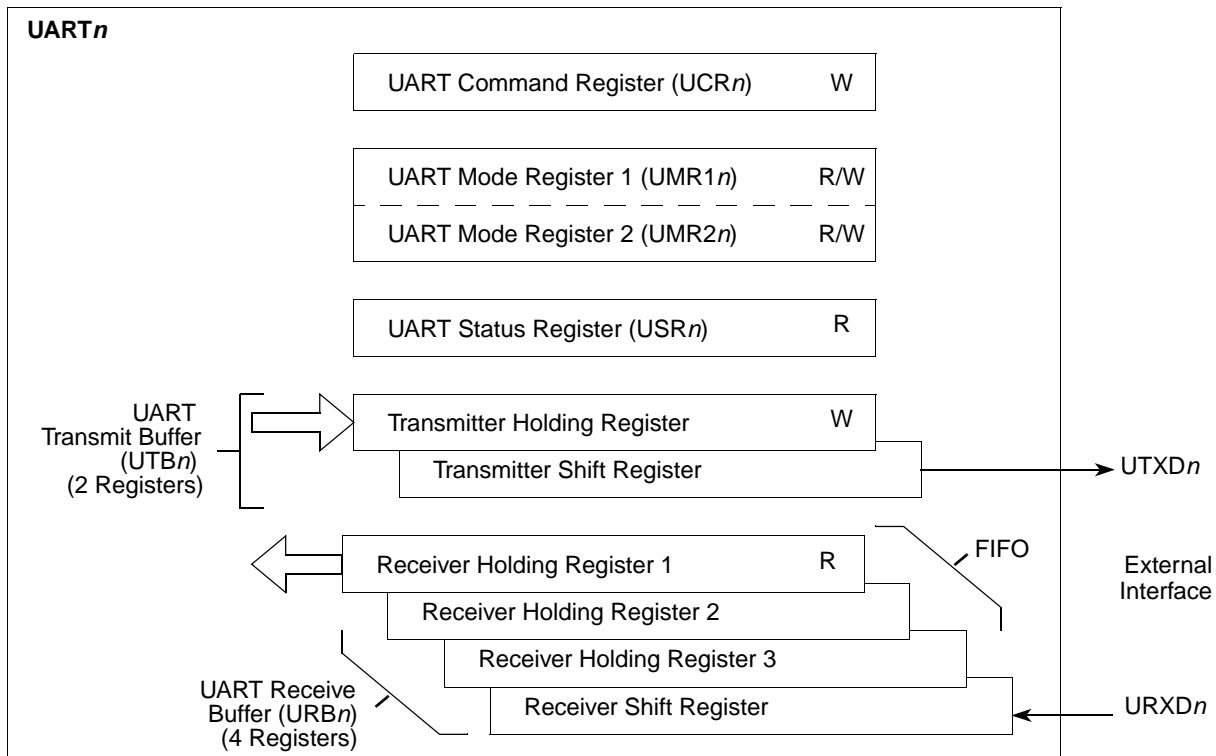 UARTn
UART Command Register (UCRn) W
UART Mode Register 1 (UMR1n) R/W
UART Mode Register 2 (UMR2n) R/W
UART Status Register (USRn) R
UART
Transmit Buffer
(UTBn)
(2 Registers)
Transmitter Holding Register W
Transmitter Shift Register
UTXDn
FIFO
External
Interface
Receiver Holding Register 1 R
Receiver Holding Register 2
Receiver Holding Register 3
Receiver Shift Register
UART Receive
Buffer (URBn)
(4 Registers)
URXDn